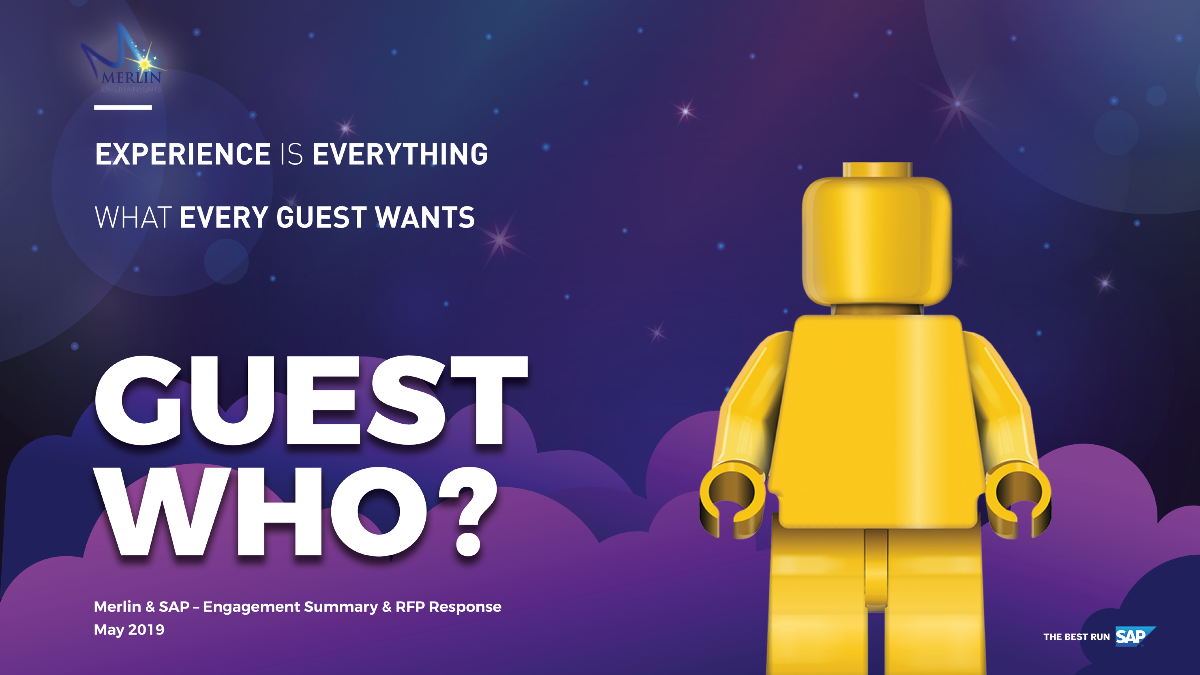 MERLIN
EXPERIENCE IS EVERYTHING
WHAT EVERY GUEST WANTS
GUEST
WHO?
Merlin & SAP – Engagement Summary & RFP Response
May 2019
THE BEST RUN SAP